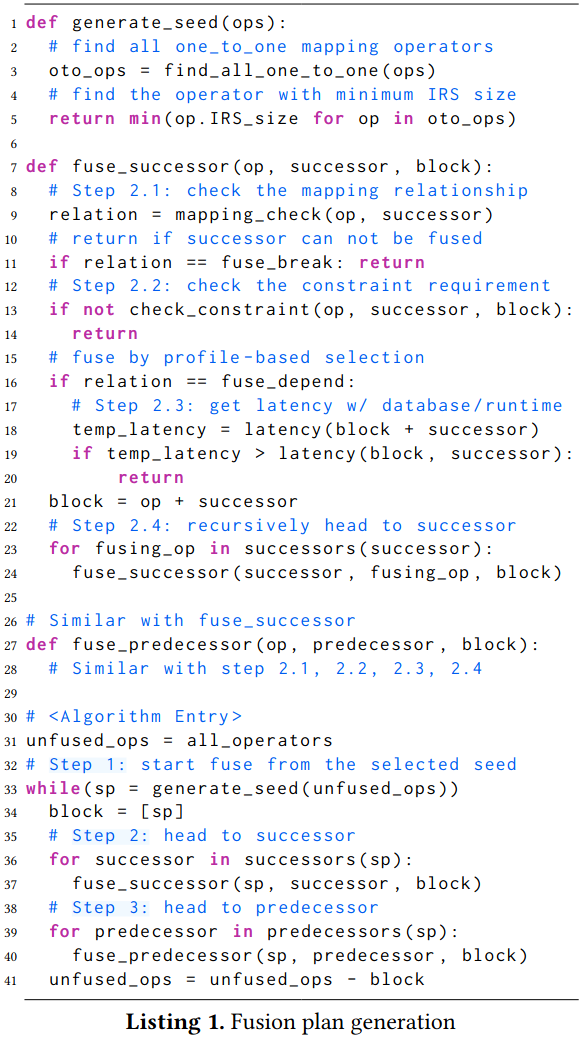 1 def generate_seed(ops):
2   # find all one_to_one mapping operators
3   oto_ops = find_all_one_to_one(ops)
4   # find the operator with minimum IRS size
5   return min(op.IRS_size for op in oto_ops)
6
7 def fuse_successor(op, successor, block):
8   # Step 2.1: check the mapping relationship
9   relation = mapping_check(op, successor)
10   # return if successor can not be fused
11   if relation == fuse_break: return
12   # Step 2.2: check the constraint requirement
13   if not check_constraint(op, successor, block):
14     return
15   # fuse by profile-based selection
16   if relation == fuse_depend:
17     # Step 2.3: get latency w/ database/runtime
18     temp_latency = latency(block + successor)
19     if temp_latency > latency(block, successor):
20         return
21   block = op + successor
22   # Step 2.4: recursively head to successor
23   for fusing_op in successors(successor):
24     fuse_successor(successor, fusing_op, block)
25
26 # Similar with fuse_successor
27 def fuse_predecessor(op, predecessor, block):
28   # Similar with step 2.1, 2.2, 2.3, 2.4
29
30 # <Algorithm Entry>
31 unfused_ops = all_operators
32 # Step 1: start fuse from the selected seed
33 while(sp = generate_seed(unfused_ops))
34   block = [sp]
35   # Step 2: head to successor
36   for successor in successors(sp):
37     fuse_successor(sp, successor, block)
38   # Step 3: head to predecessor
39   for predecessor in predecessors(sp):
40     fuse_predecessor(sp, predecessor, block)
41   unfused_ops = unfused_ops - block
Listing 1. Fusion plan generation